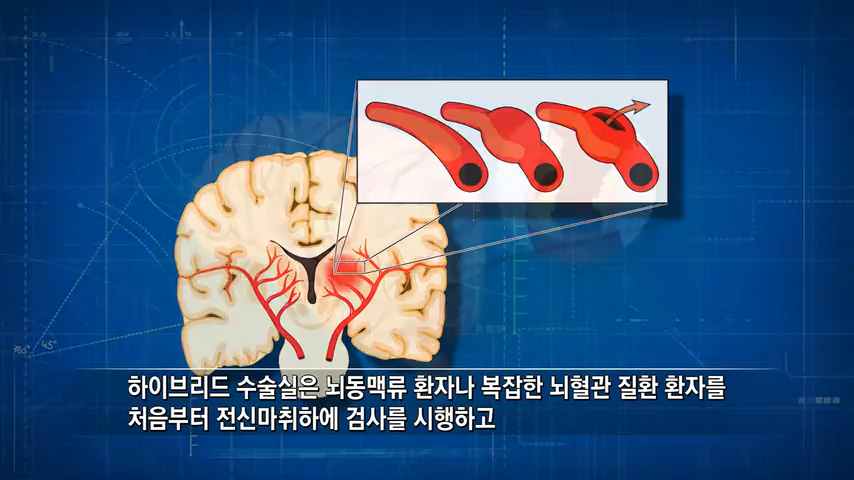 하이브리드 수술실은 뇌동맥류 환자나 복잡한 뇌혈관 질환 환자를
처음부터 전신마취하에 검사를 시행하고
45°